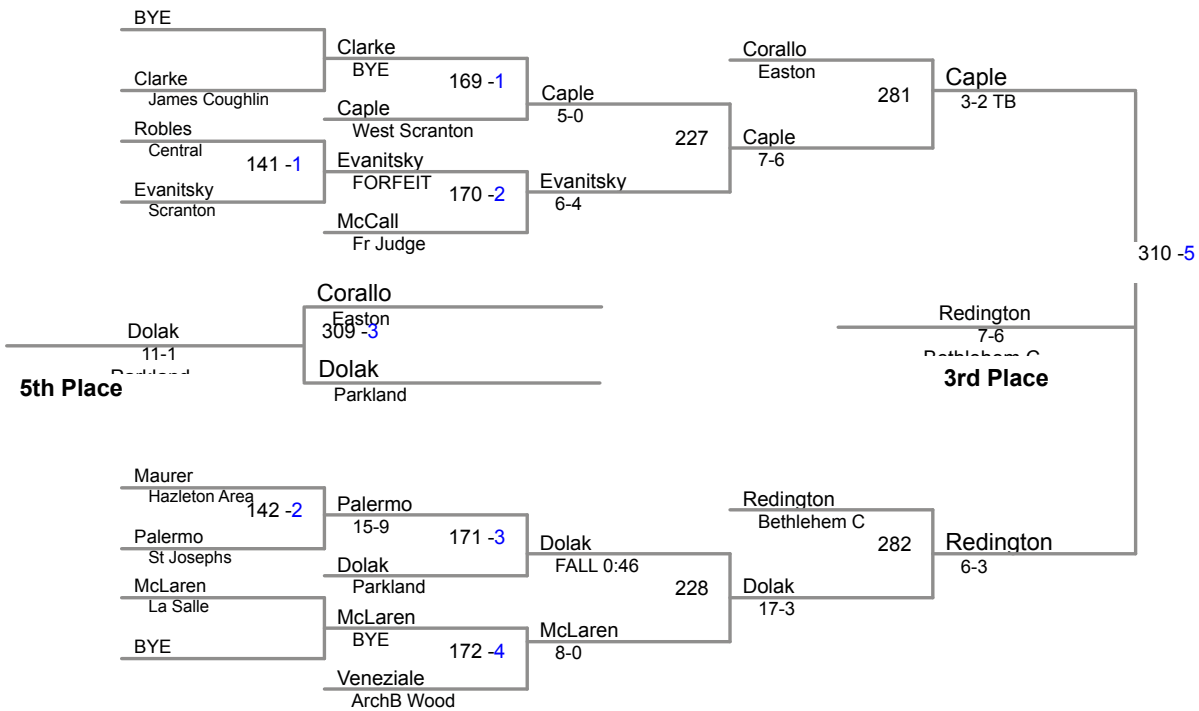 BYE
Clarke
James Coughlin
Robles
Central
Evanitsky
Scranton
141 -1
Clarke
BYE
Caple
West Scranton
169 -1
Evanitsky
FORFEIT
McCall
Fr Judge
170 -2
Caple
5-0
Evanitsky
6-4
227
Corallo
Easton
Caple
7-6
281
Caple
3-2 TB
310 -5
Corallo
Easton
309 -3
Dolak
Parkland
Dolak
11-1
Parkland
5th Place
Redington
7-6
Bethlehem C
3rd Place
Maurer
Hazleton Area
142 -2
Palermo
St Josephs
McLaren
La Salle
BYE
Palermo
15-9
171 -3
Dolak
Parkland
McLaren
BYE
172 -4
Veneziale
ArchB Wood
Dolak
FALL 0:46
228
McLaren
8-0
Redington
Bethlehem C
282
Dolak
17-3
Redington
6-3